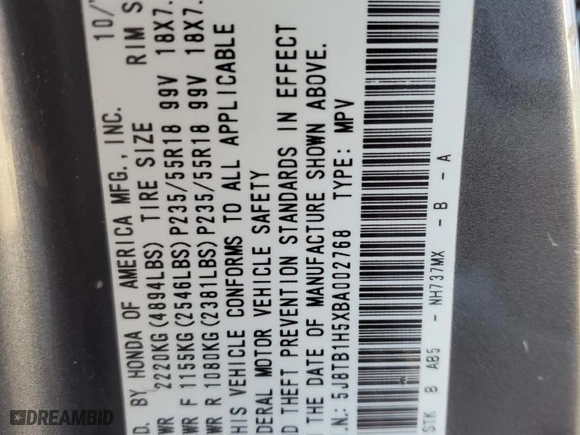 D. BY HONDA OF AMERICA MFG., INC. 10/
WR 2220KG(4894LBS) TIRE SIZE RIM S
WR F 1155KG(2546LBS)P235/55R18 99V 18X7.
WR R 1080KG(2381LBS)P235/55R18 99V 18X7.
HIS VEHICLE CONFORMS TO ALL APPLICABLE
DERAL MOTOR VEHICLE SAFETY
D THEFT PREVENTION STANDARDS IN EFFECT
THE DATE OF MANUFACTURE SHOWN ABOVE.
.N.: 5J8TB1H5XBA002768 TYPE: MPV
STK B AB5 - NH737MX - B - A
DREAMBID